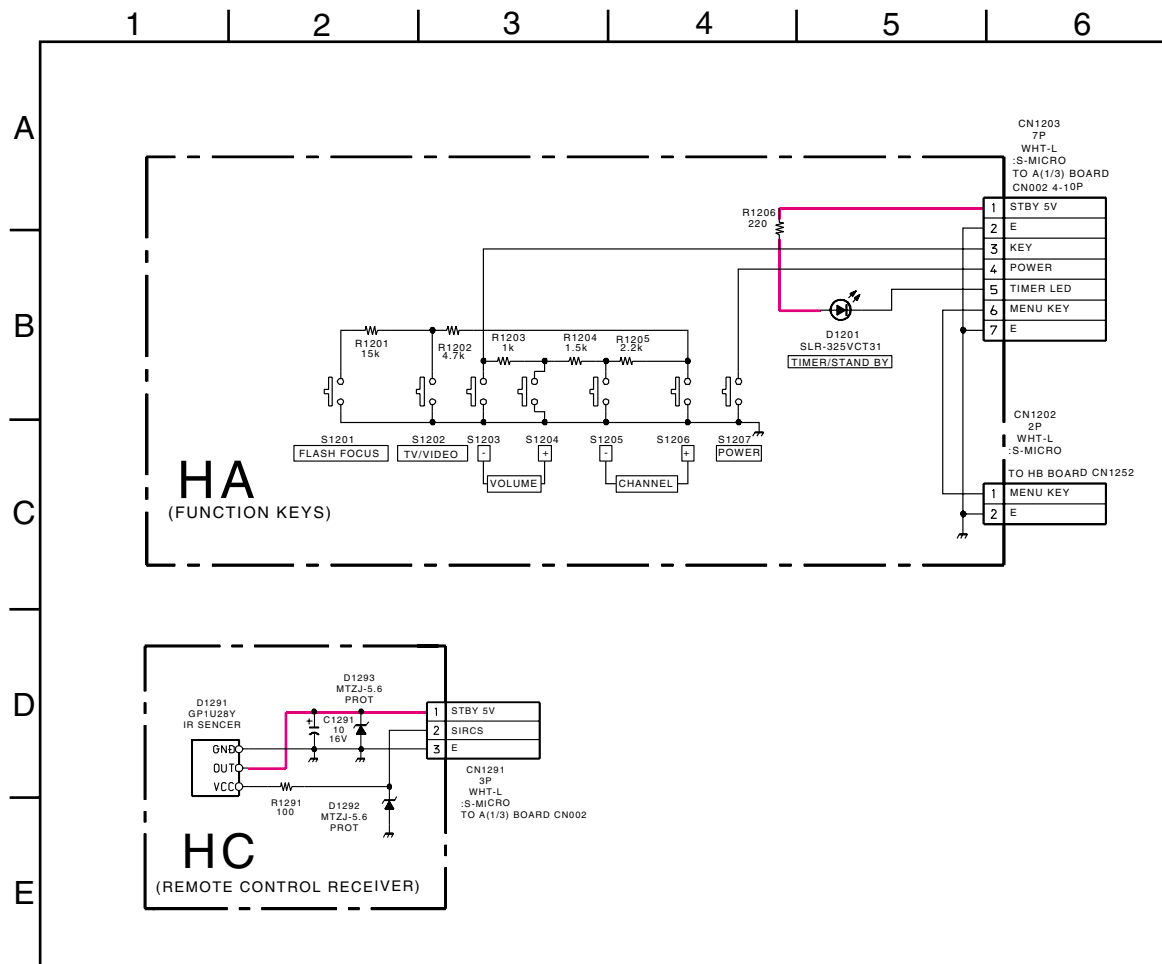 1 2 3 4 5 6
A
B
C
D
E
CN1203
7P
WHT-L
:S-MICRO
TO A(1/3) BOARD
CN002 4-10P
1 STBY 5V
2 E
3 KEY
4 POWER
5 TIMER LED
6 MENU KEY
7 E
R1206
220
D1201
SLR-325VCT31
TIMER/STAND BY
R1201
15k
R1202
4.7k
R1203
1k
R1204
1.5k
R1205
2.2k
S1201
FLASH FOCUS
S1202
TV/VIDEO
S1203
-
S1204
+
VOLUME
S1205
-
S1206
+
CHANNEL
S1207
POWER
HA
(FUNCTION KEYS)
CN1202
2P
WHT-L
:S-MICRO
TO HB BOARD CN1252
1 MENU KEY
2 E
D1291
GP1U28Y
IR SENCER
GND
OUT
VCC
D1293
MTZJ-5.6
PROT
+
C1291
10
16V
R1291
100
D1292
MTZJ-5.6
PROT
1 STBY 5V
2 SIRCS
3 E
CN1291
3P
WHT-L
:S-MICRO
TO A(1/3) BOARD CN002
HC
(REMOTE CONTROL RECEIVER)